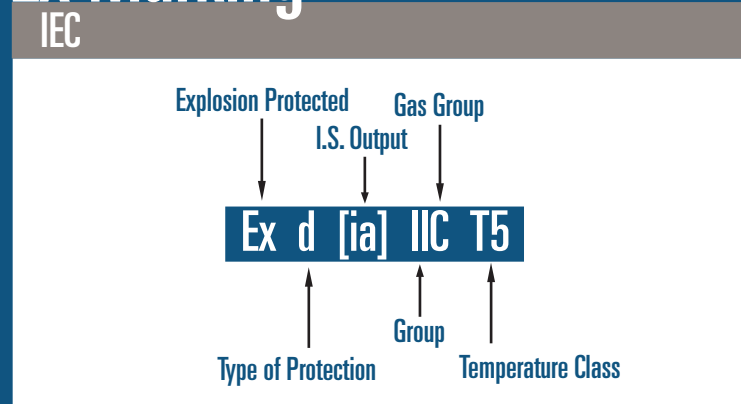 IEC
Explosion Protected
Gas Group
I.S. Output
Ex d [ia] IIC T5
Group
Type of Protection
Temperature Class